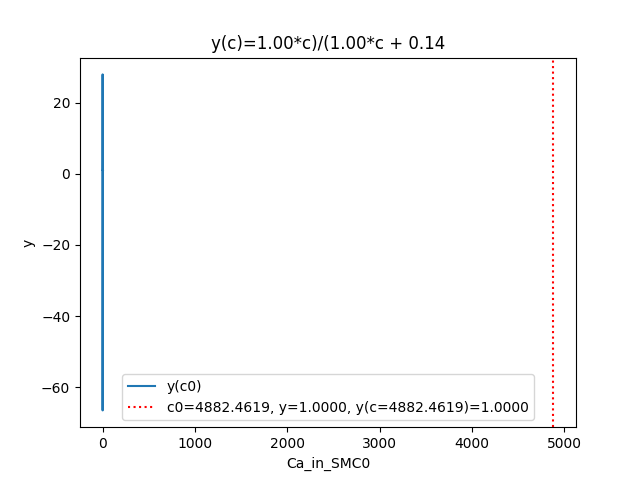 y(c)=1.00*c)/(1.00*c + 0.14
20
0
−20
−40
−60
y
y(c0)
c0=4882.4619, y=1.0000, y(c=4882.4619)=1.0000
0 1000 2000 3000 4000 5000
Ca_in_SMC0